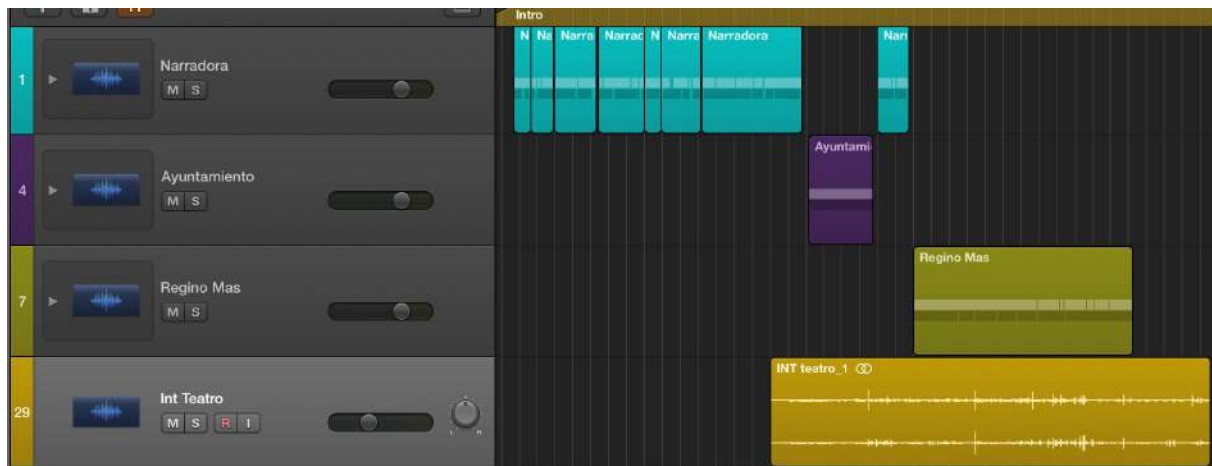 Intro
1
Narradora
M S
N Na Narra Narrac N Narra Narradora Narr
4
Ayuntamiento
M S
Ayuntami
7
Regino Mas
M S
Regino Mas
29
Int Teatro
M S R I
L R
INT teatro_1